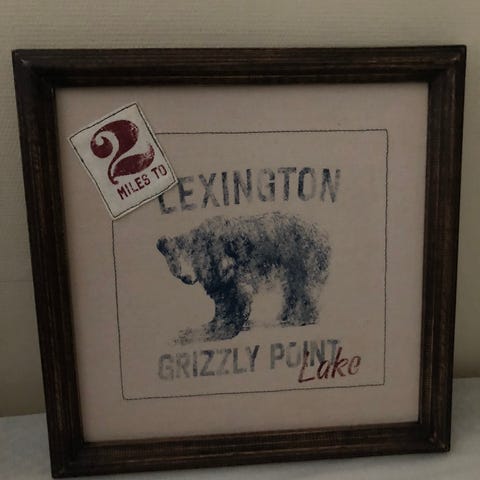 2
MILES TO
LEXINGTON
GRIZZLY POINT
Lake